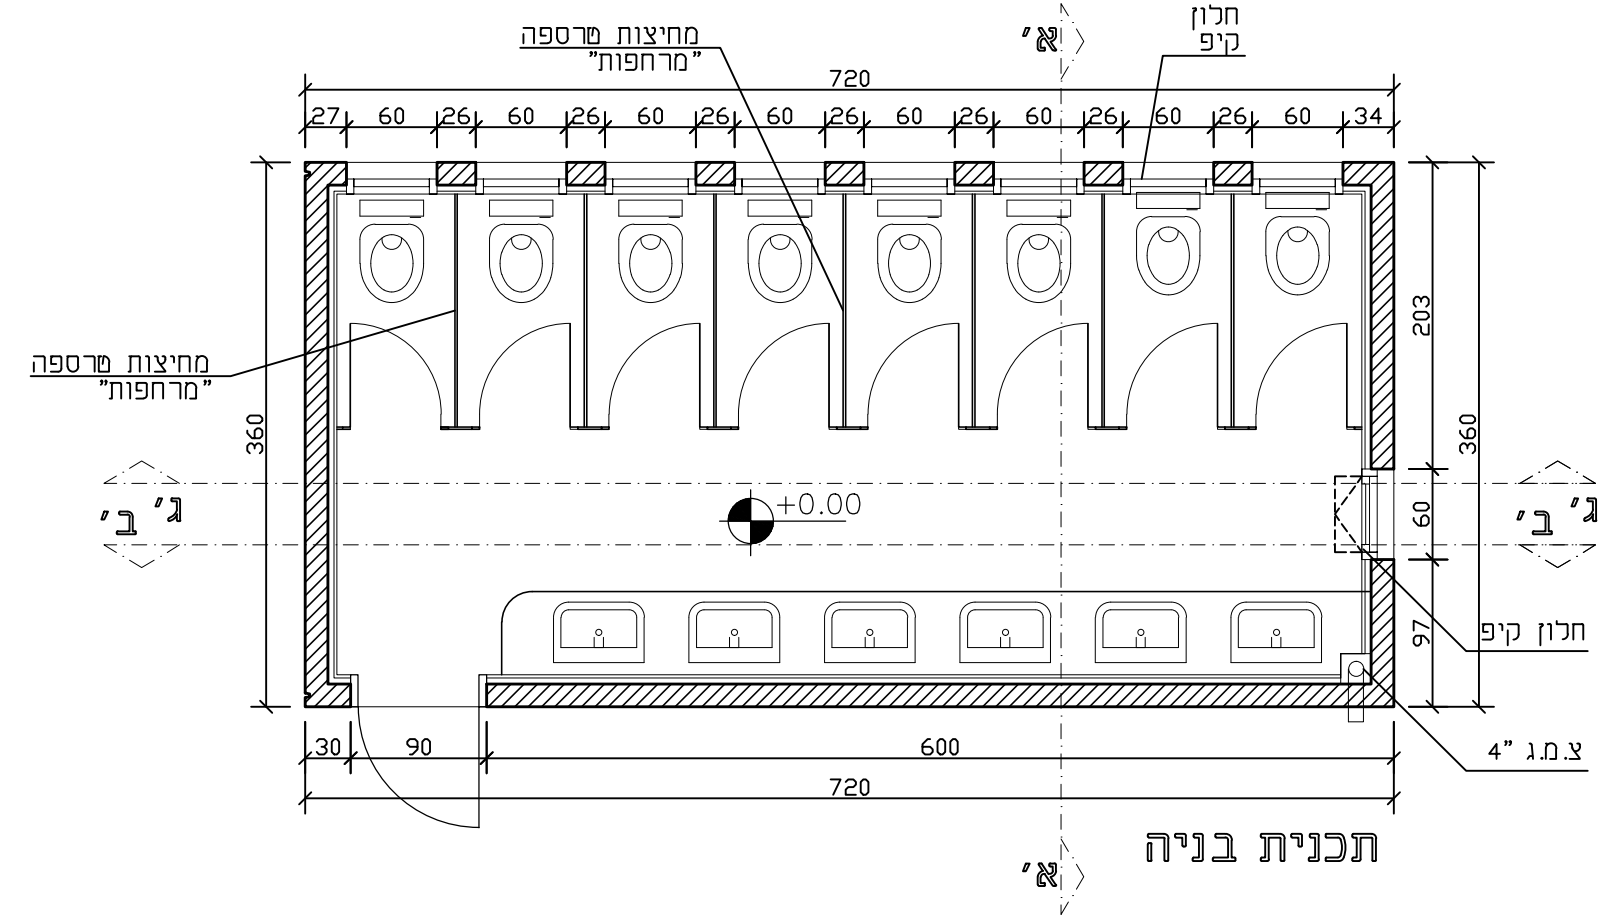 חלון
קיפ
א'
מחיצות טרספה
"מרחפות"
720
27 60 26 60 26 60 26 60 26 60 26 60 26 60 26 60 34
מחיצות טרספה
"מרחפות"
360
203
60
97
360
+0.00
ג'
ב'
ג'
ב'
חלון קיפ
צ.מ.ג 4"
30 90 600
720
תכנית בניה
א'